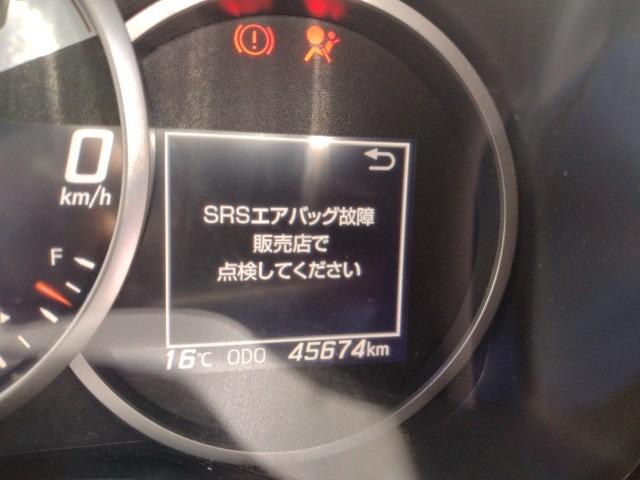 0
km/h
F
SRSエアバッグ故障
販売店で
点検してください
16℃ ODO 45674km